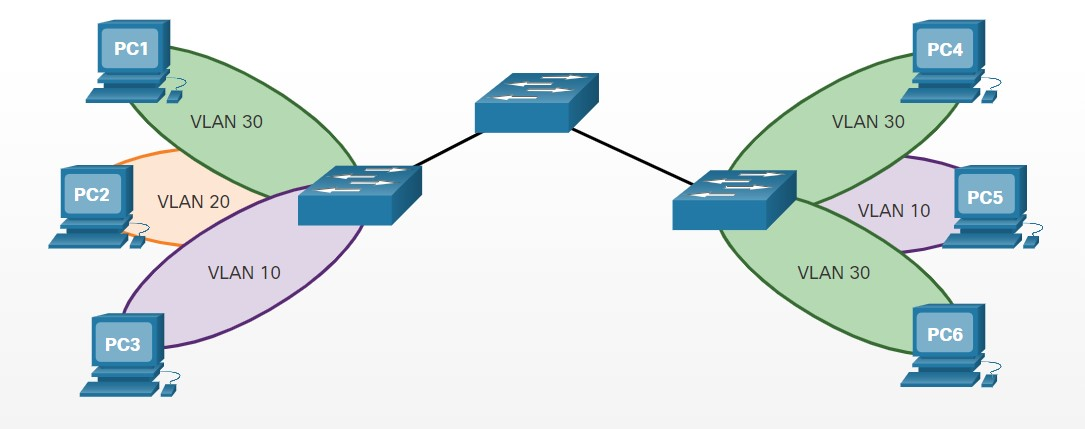 PC1
VLAN 30
PC2
VLAN 20
VLAN 10
PC3
PC4
VLAN 30
PC5
VLAN 10
VLAN 30
PC6